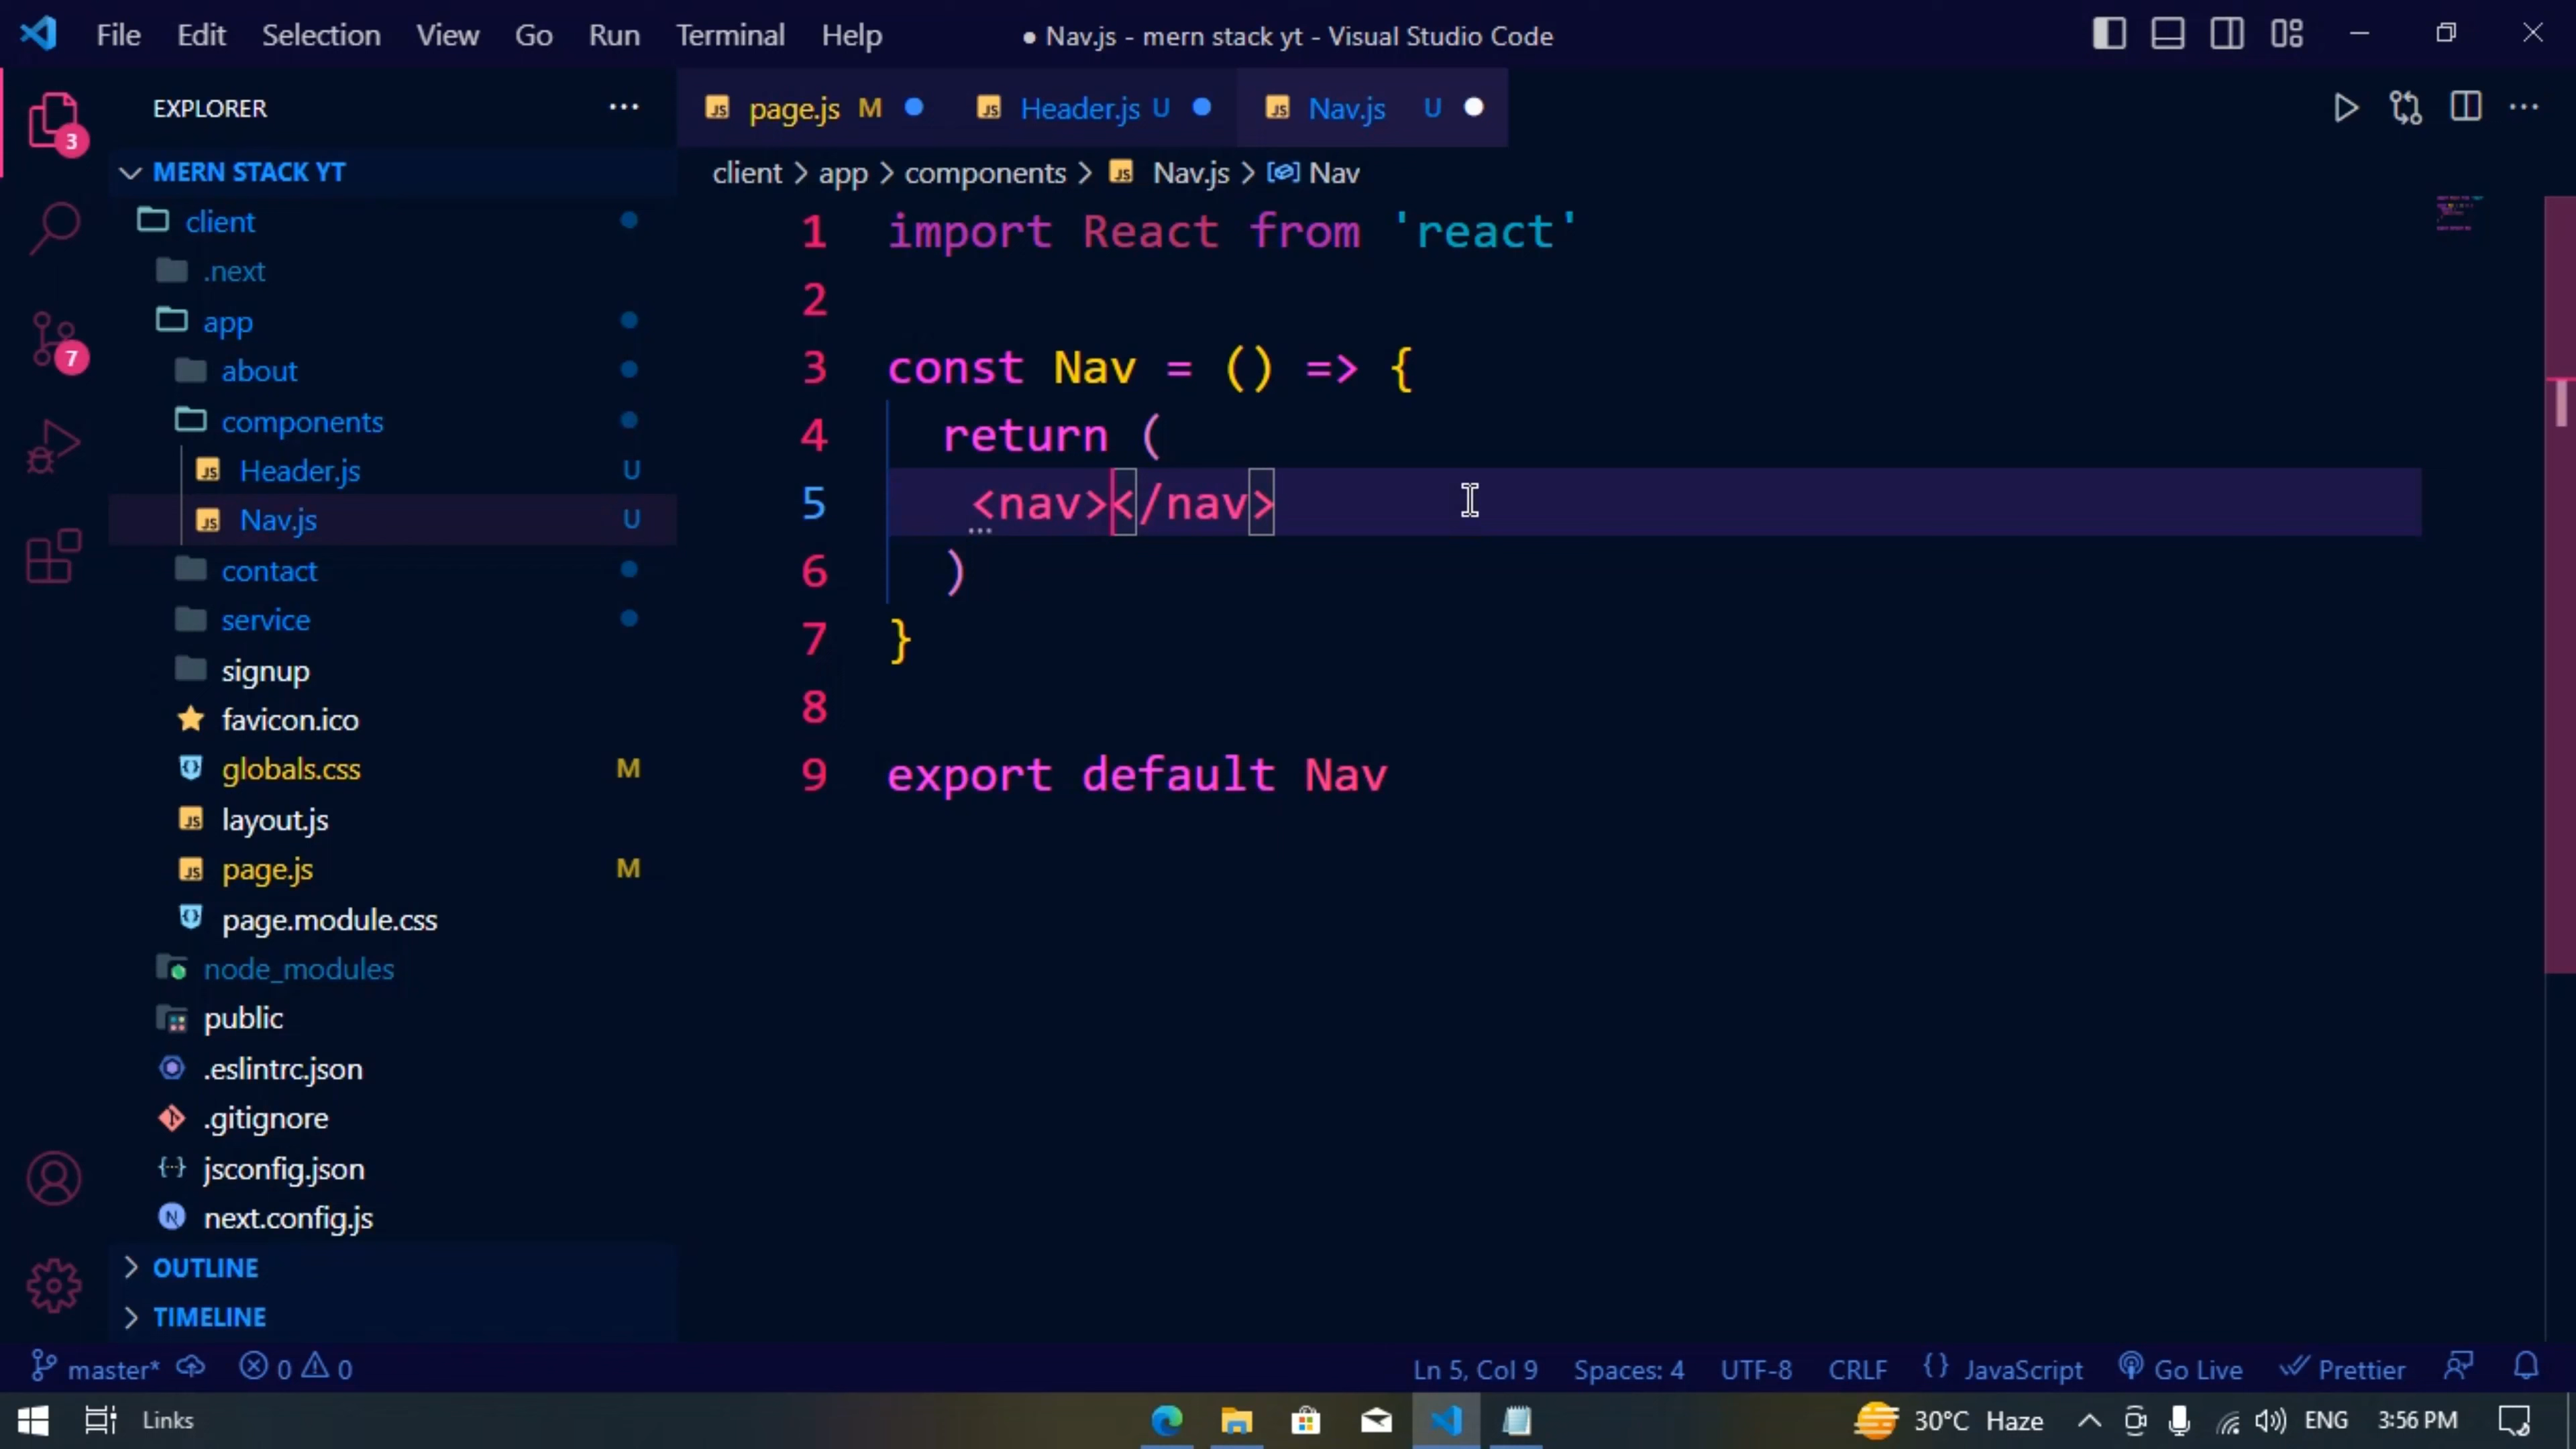 File Edit Selection View Go Run Terminal Help ● Nav.js - mern stack yt - Visual Studio Code
EXPLORER
3
MERN STACK YT
client
.next
app
7
about
components
Header.js U
Nav.js U
contact
service
signup
favicon.ico
globals.css M
layout.js
page.js M
page.module.css
node_modules
public
.eslintrc.json
.gitignore
jsconfig.json
next.config.js
OUTLINE
TIMELINE
page.js M Header.js U Nav.js U
client > app > components > JS Nav.js > Nav
1 import React from 'react'
2
3 const Nav = () => {
4 return (
5 <nav></nav>
6 )
7 }
8
9 export default Nav
master* 0 0 Ln 5, Col 9 Spaces: 4 UTF-8 CRLF {} JavaScript Go Live Prettier
Links 30°C Haze ENG 3:56 PM